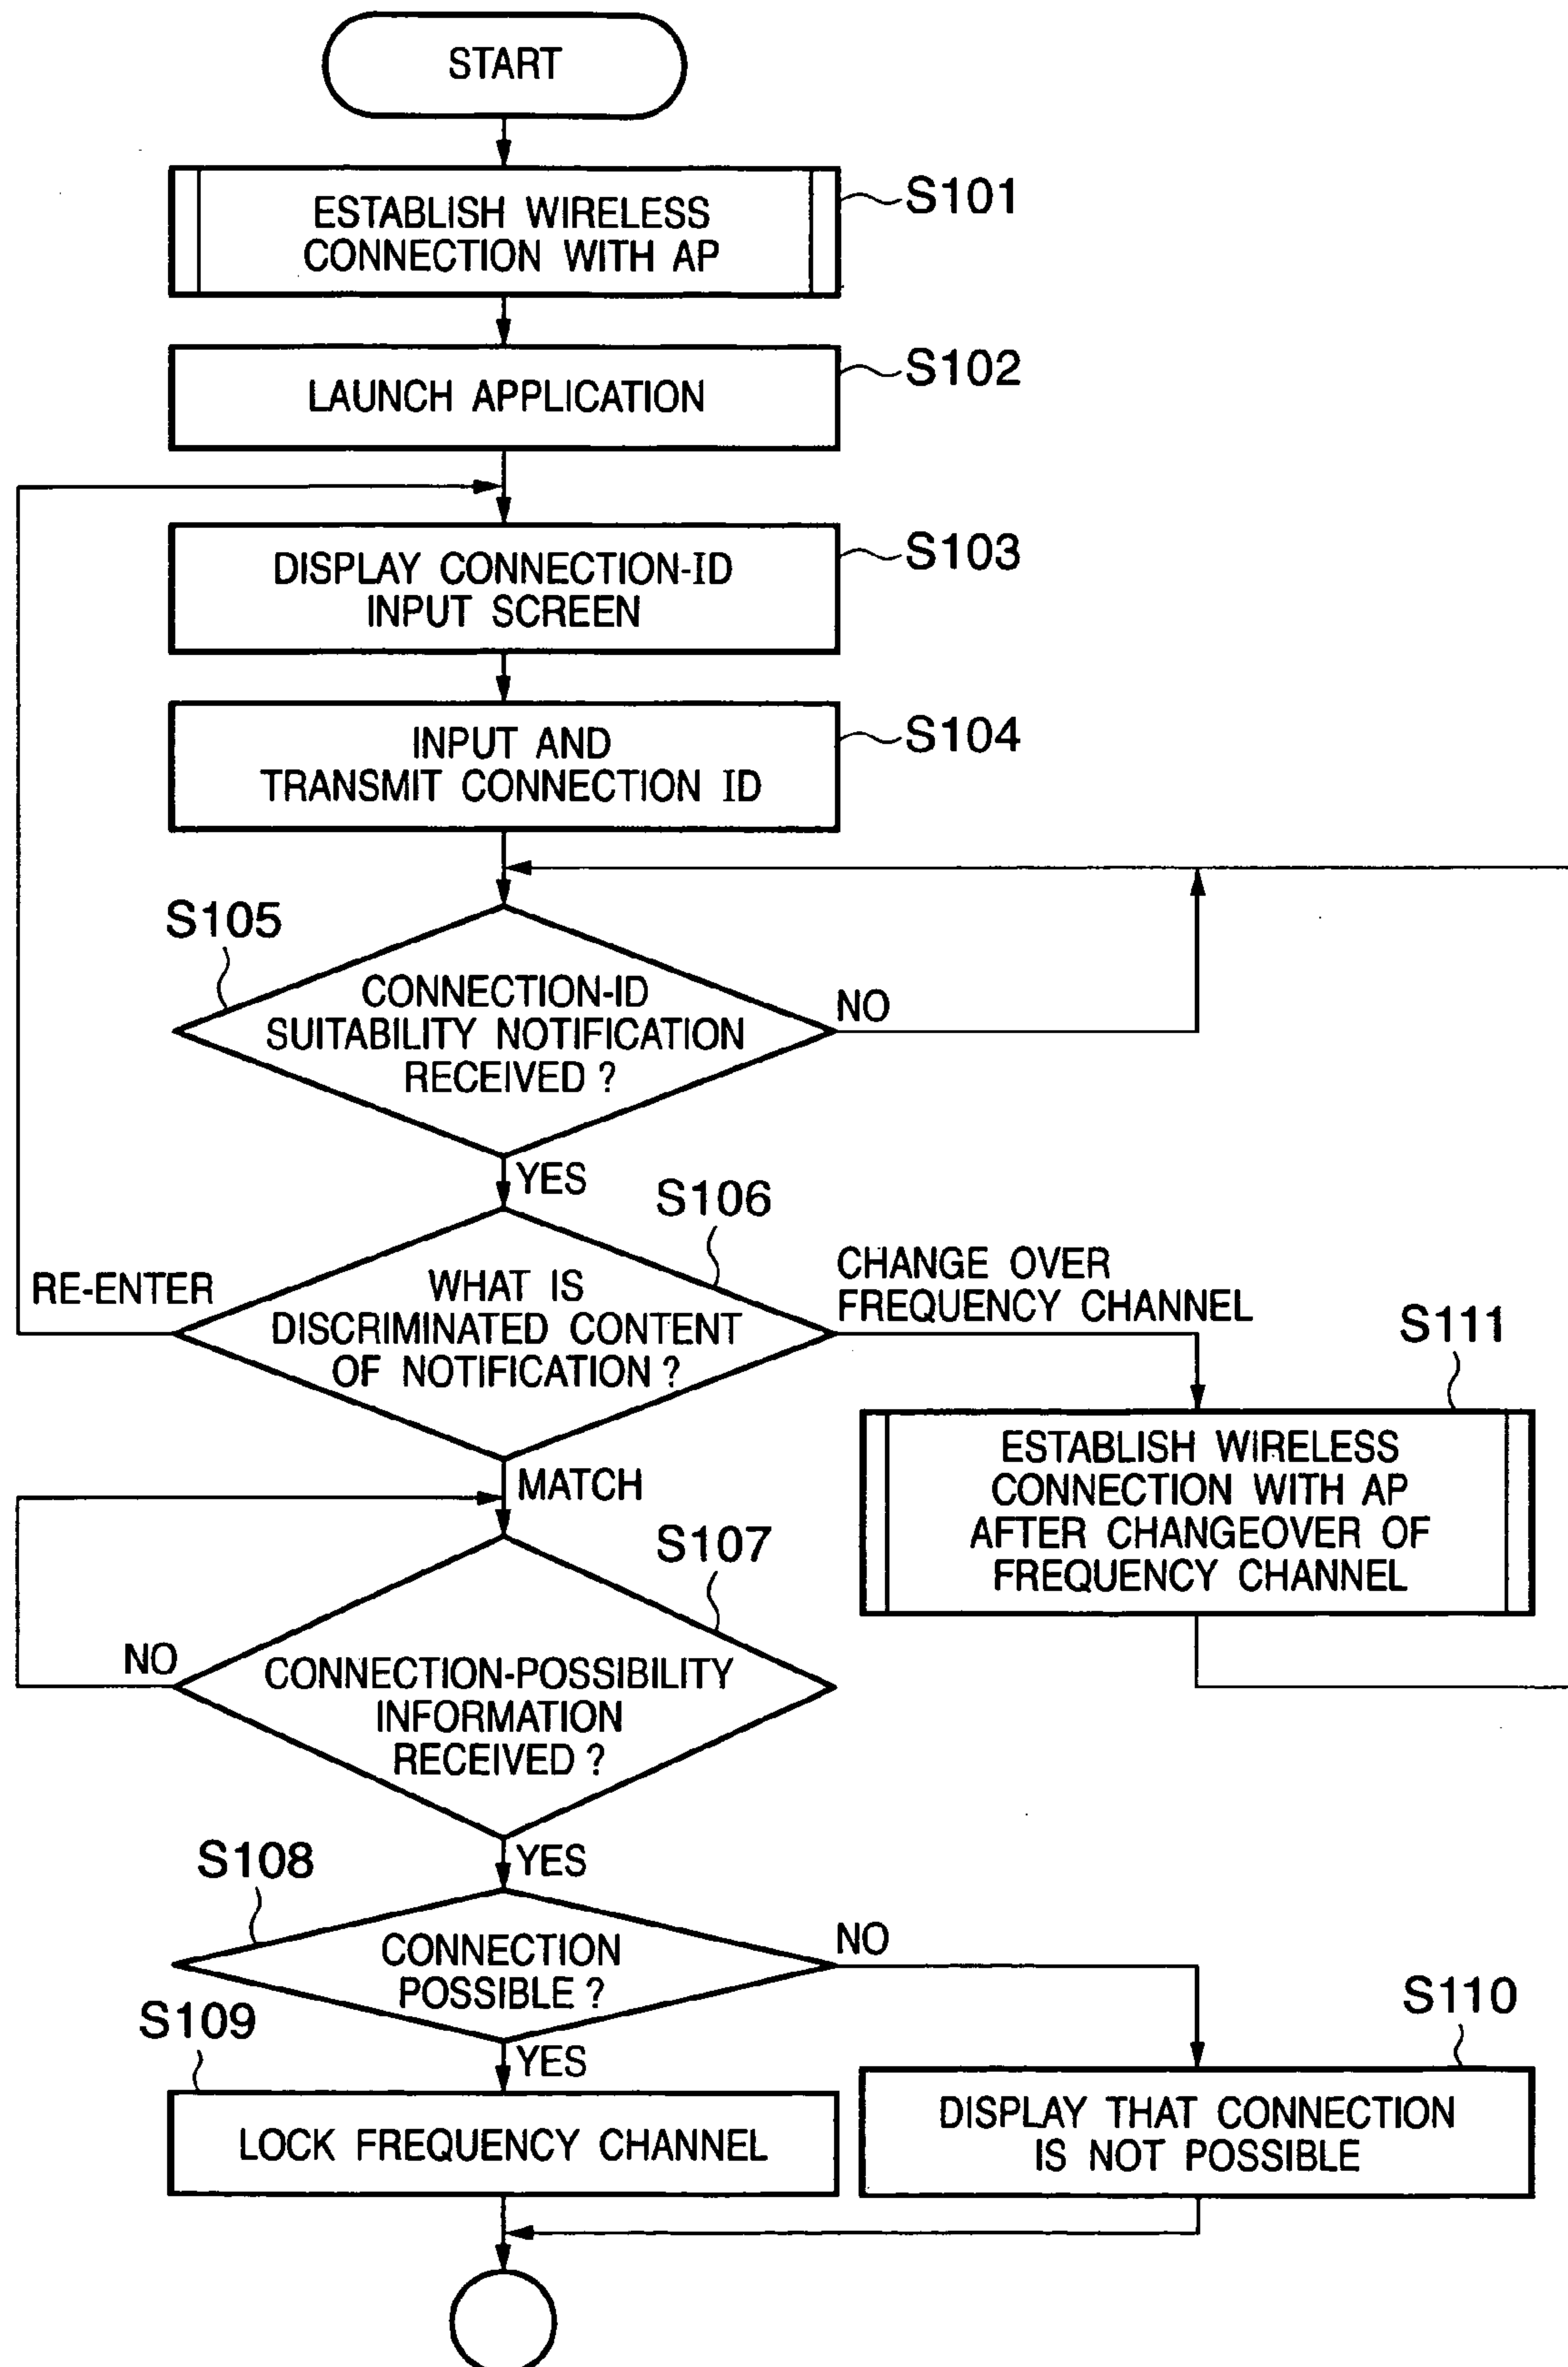 START
ESTABLISH WIRELESS
CONNECTION WITH AP
S101
LAUNCH APPLICATION
S102
DISPLAY CONNECTION-ID
INPUT SCREEN
S103
INPUT AND
TRANSMIT CONNECTION ID
S104
S105
CONNECTION-ID
SUITABILITY NOTIFICATION
RECEIVED ?
NO
YES
S106
RE-ENTER
WHAT IS
DISCRIMINATED CONTENT
OF NOTIFICATION ?
CHANGE OVER
FREQUENCY CHANNEL
S111
ESTABLISH WIRELESS
CONNECTION WITH AP
AFTER CHANGEOVER OF
FREQUENCY CHANNEL
MATCH
S107
NO
CONNECTION-POSSIBILITY
INFORMATION
RECEIVED ?
YES
S108
CONNECTION
POSSIBLE ?
NO
S109
YES
S110
LOCK FREQUENCY CHANNEL
DISPLAY THAT CONNECTION
IS NOT POSSIBLE